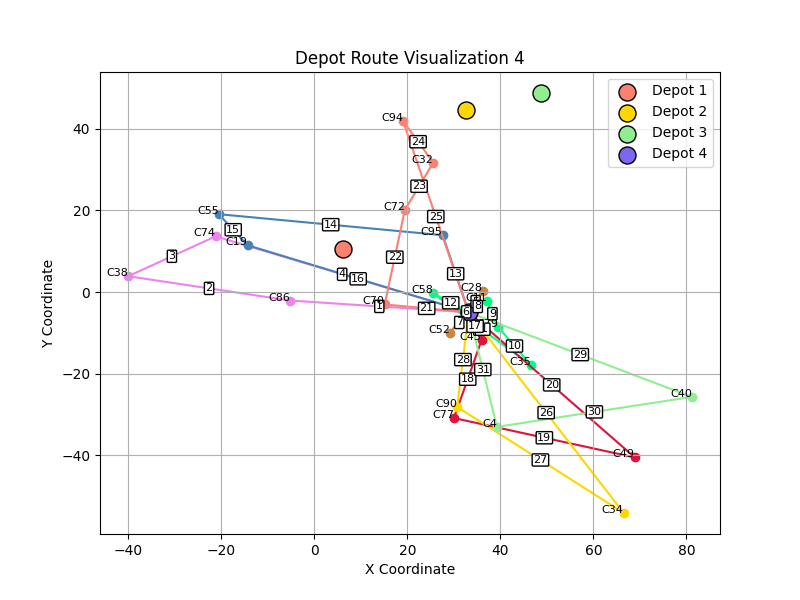 Depot Route Visualization 4
Depot 1
Depot 2
Depot 3
Depot 4
Y Coordinate
X Coordinate
40
20
0
−20
−40
−40
−20
0
20
40
60
80
C94
24
C32
23
C72
25
C55
14
C95
15
C74
C19
22
3
C38
4
16
13
2
C86
C58
C28
C70
1
21
12
6
8
9
7
17
C52
10
C35
29
28
18
31
20
C40
C90
C77
C4
26
30
19
27
C49
C34